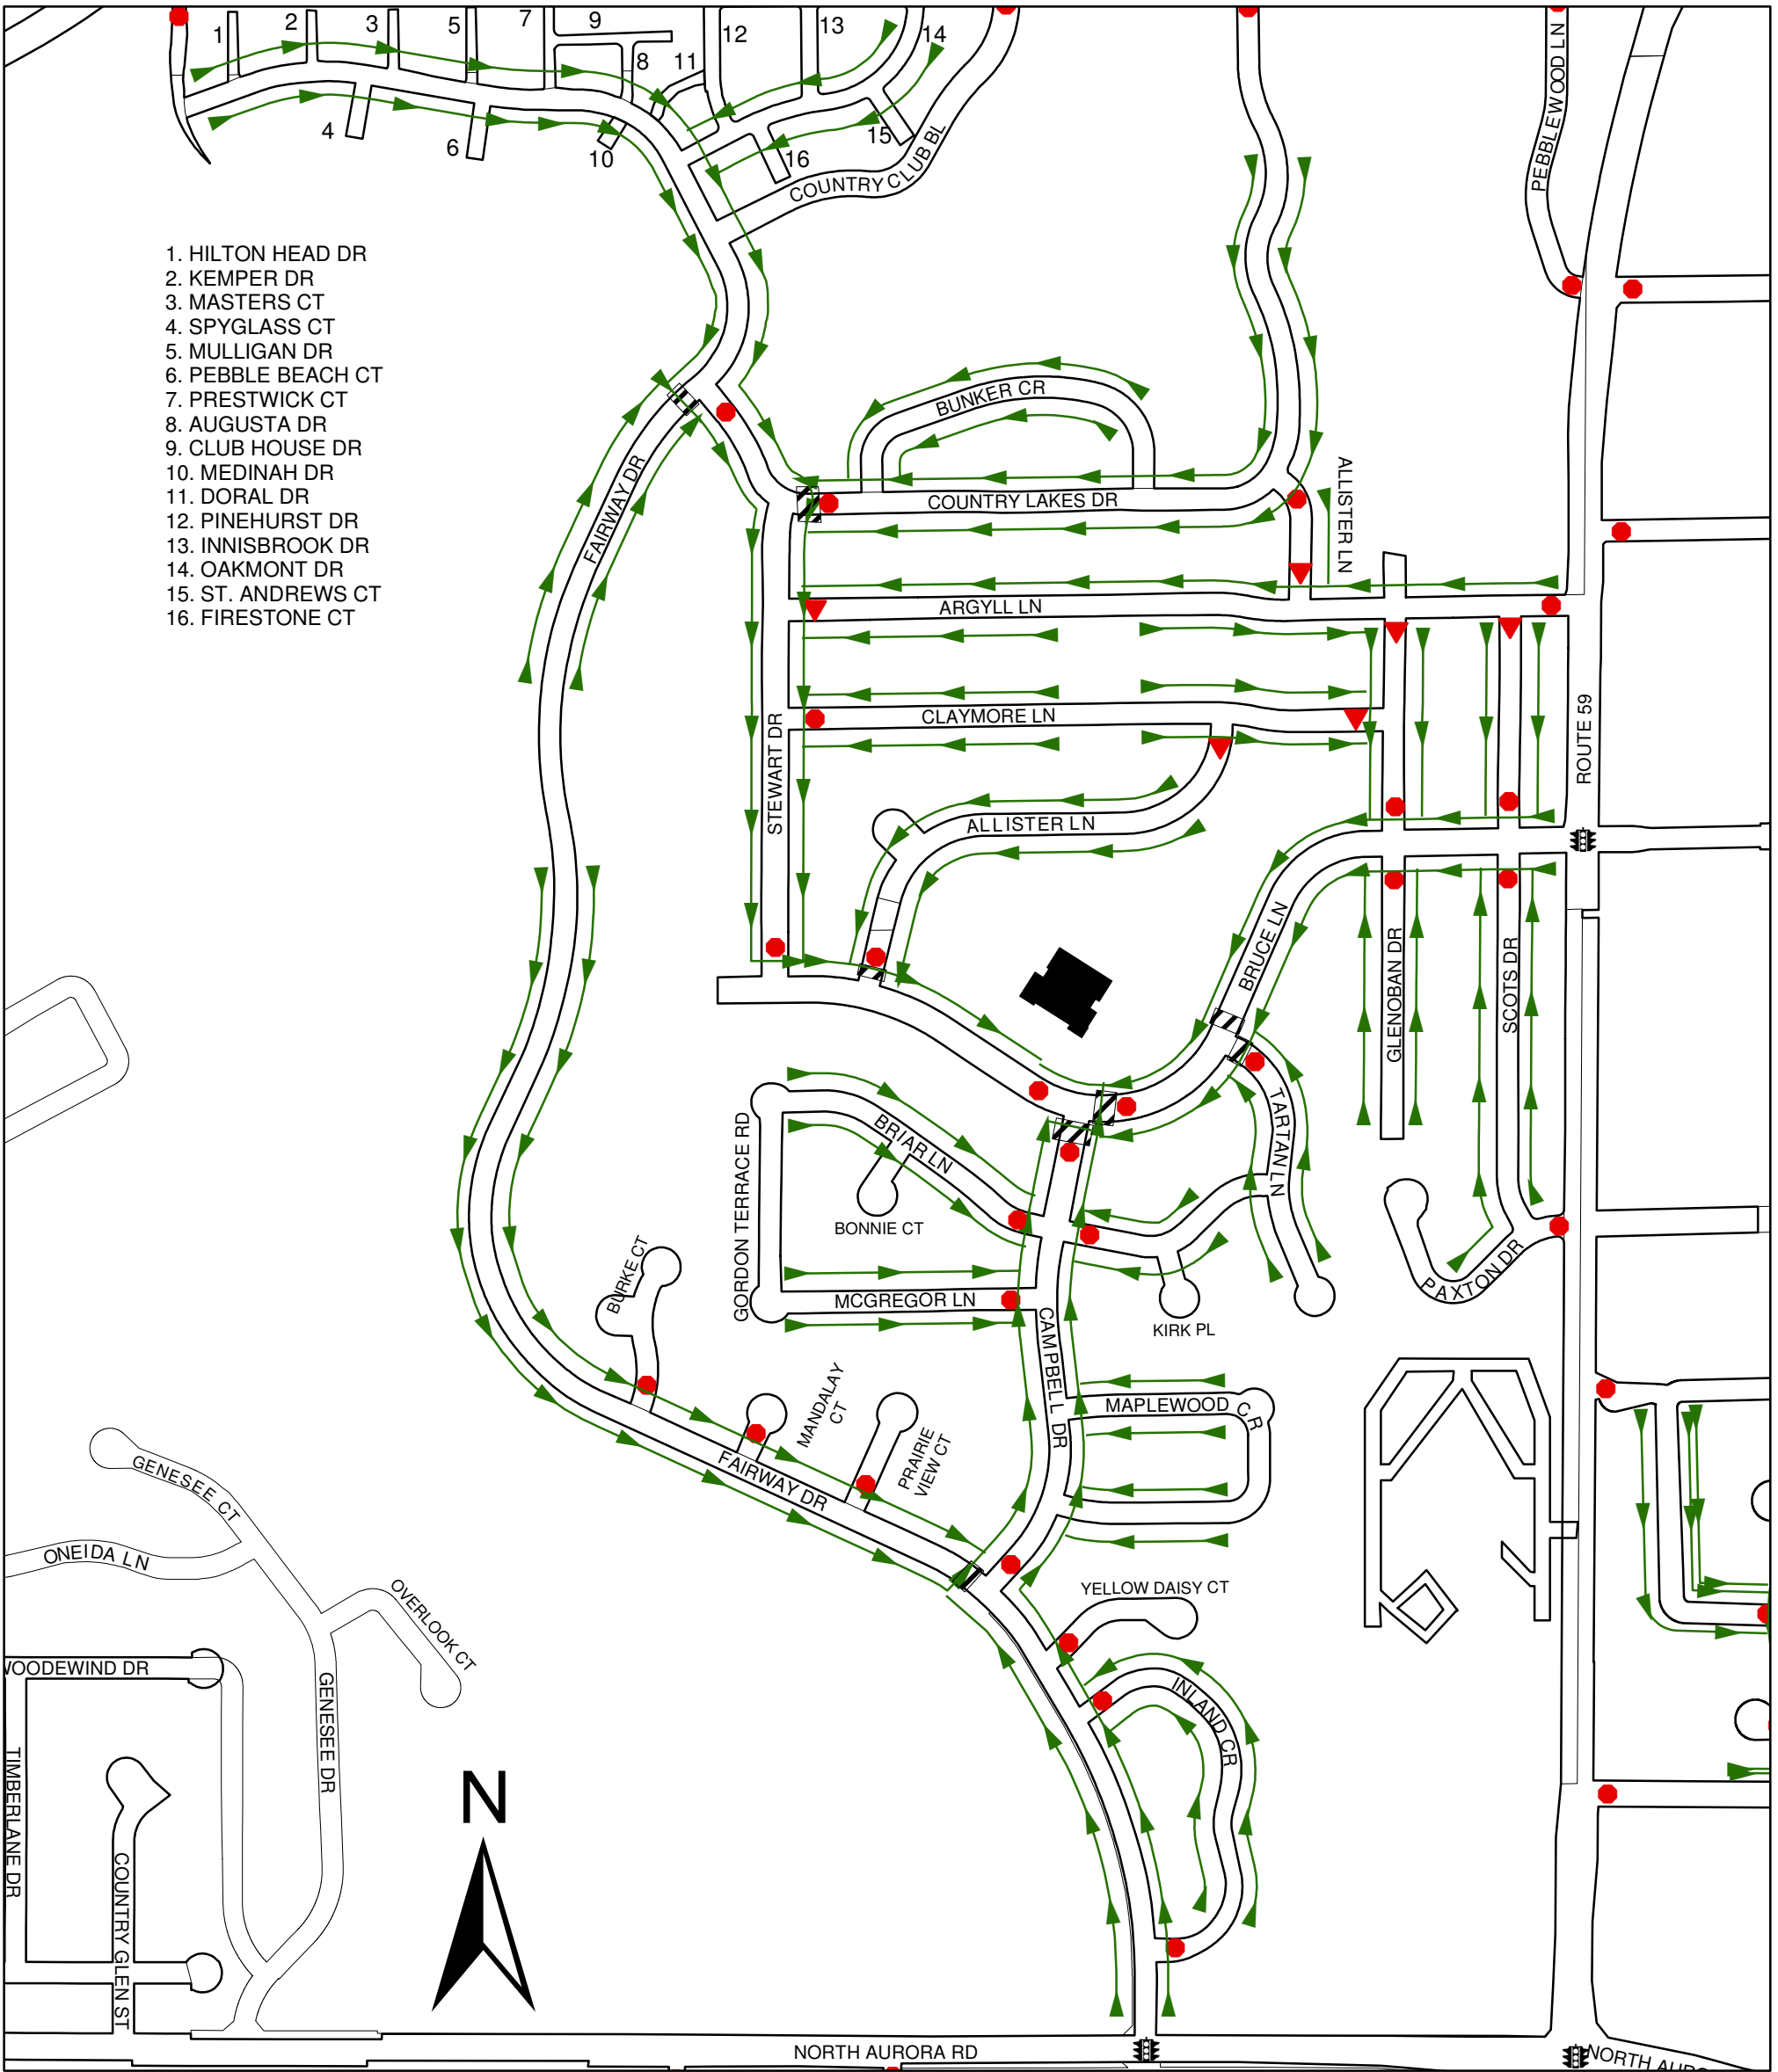 1
2
3
5
7
9
8
11
12
13
14
4
6
10
15
16
COUNTRY CLUB BL
PEBBLEWOOD LN
1. HILTON HEAD DR
2. KEMPER DR
3. MASTERS CT
4. SPYGLASS CT
5. MULLIGAN DR
6. PEBBLE BEACH CT
7. PRESTWICK CT
8. AUGUSTA DR
9. CLUB HOUSE DR
10. MEDINAH DR
11. DORAL DR
12. PINEHURST DR
13. INNISBROOK DR
14. OAKMONT DR
15. ST. ANDREWS CT
16. FIRESTONE CT
BUNKER CR
FAIRWAY DR
COUNTRY LAKES DR
ALLISTER LN
ARGYLL LN
CLAYMORE LN
STEWART DR
ROUTE 59
ALLISTER LN
BRUCE LN
GLENOBAN DR
SCOTS DR
TARTAN LN
BRIAR LN
GORDON TERRACE RD
BONNIE CT
BURKE CT
MCGREGOR LN
KIRK PL
PAXTON DR
CAMPBELL DR
MANDALAY
CT
MAPLEWOOD CR
PRAIRIE
VIEW CT
FAIRWAY DR
GENESEE CT
ONEIDA LN
OVERLOOK CT
YELLOW DAISY CT
WOODEWIND DR
GENESEE DR
INLAND CR
TIMBERLANE DR
N
COUNTRY GLEN ST
NORTH AURORA RD
NORTH AURO